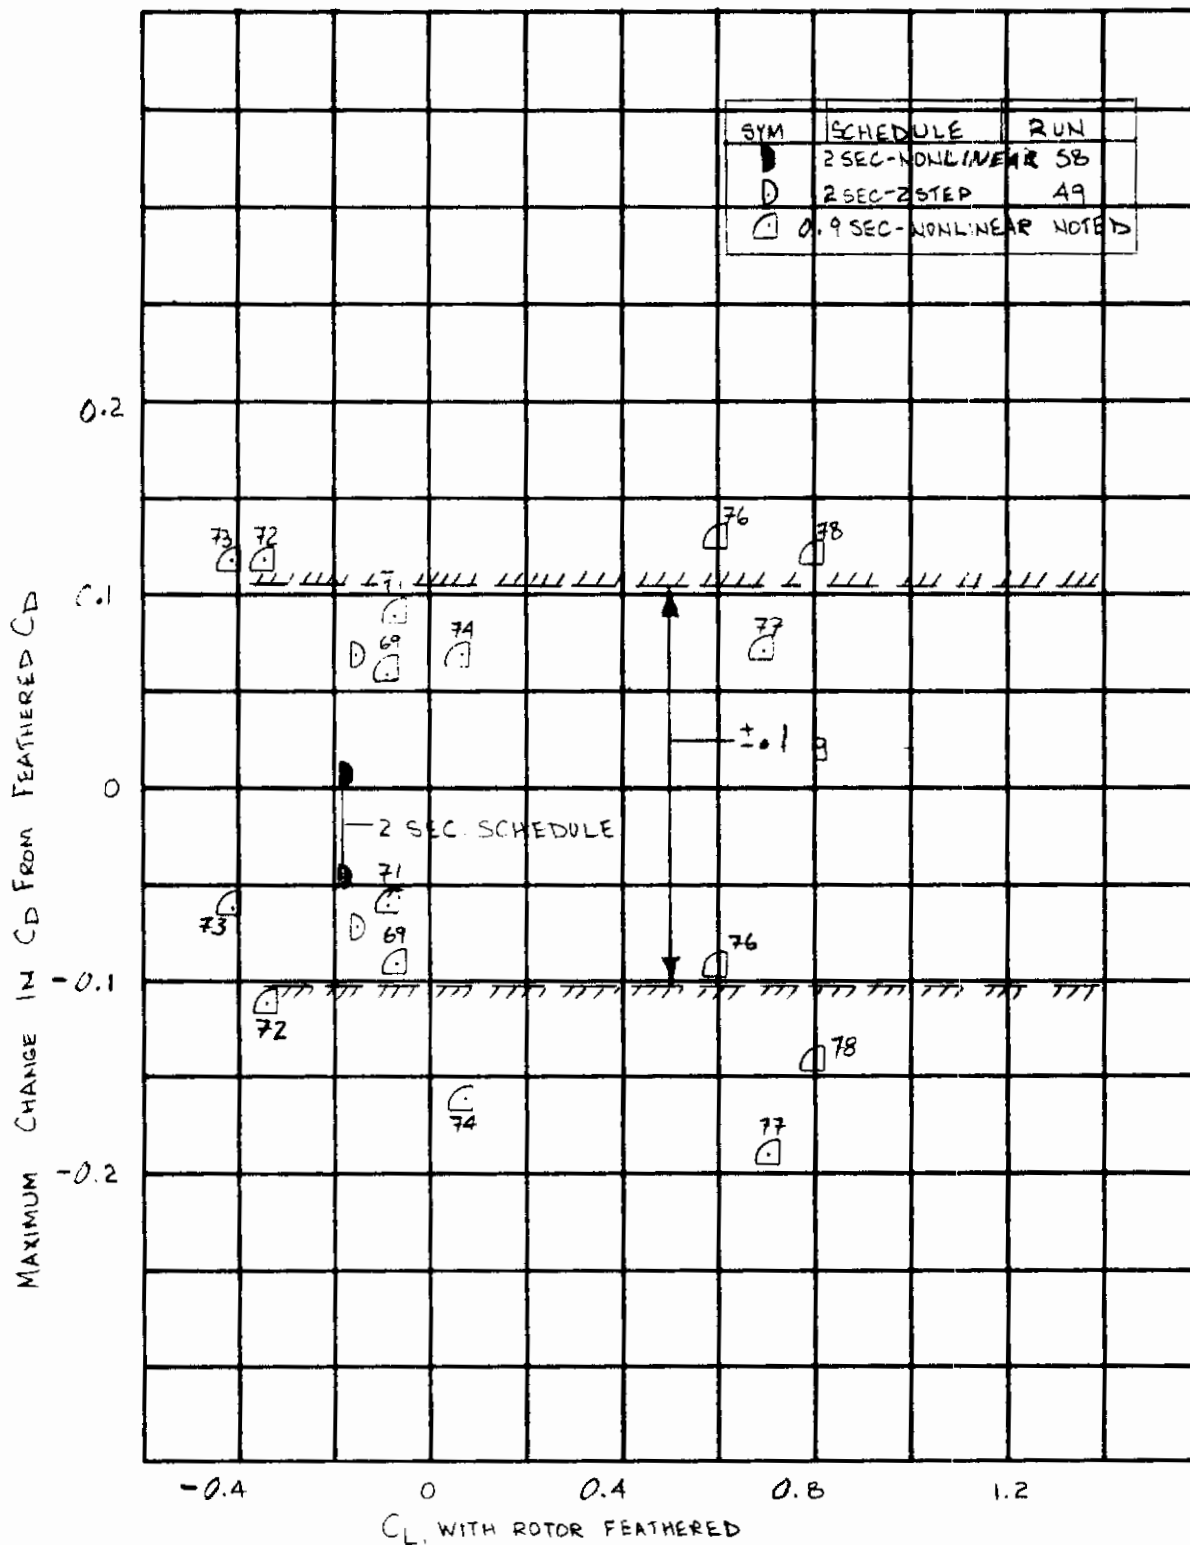 SYM SCHEDULE RUN
2 SEC-NONLINEAR 58
2 SEC-2STEP 49
0.9 SEC-NONLINEAR NOTED
0.2
73 72 76 78
0.1
71
69 74 77
±.1
9
0
2 SEC. SCHEDULE
71
73
69 76
-0.1
72
78
74
77
-0.2
MAXIMUM CHANGE IN CD FROM FEATHERED CD
-0.4 0 0.4 0.8 1.2
CL, WITH ROTOR FEATHERED